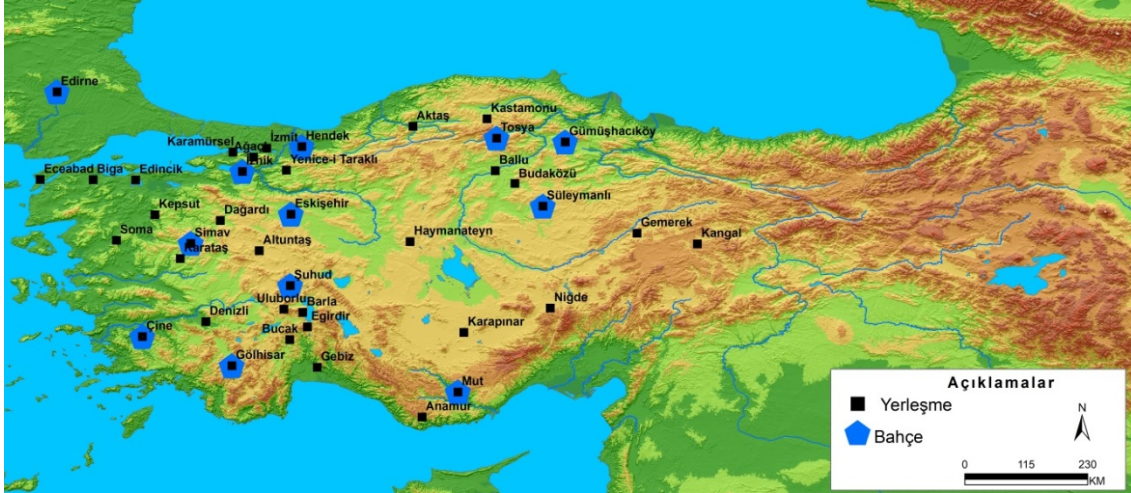 Edirne
Kastamonu
Aktaş
Tosya
Gümüşhacıköy
İzmit
Hendek
Karamürsel
Ağaç
İznik
Yenice-i Taraklı
Ballu
Budaközü
Eceabad
Biga
Edincik
Süleymanlı
Kepsut
Dağardı
Eskişehir
Soma
Simav
Karataş
Altuntaş
Haymanateyn
Gemerek
Kangal
Şuhud
Uluborlu
Barla
Egirdir
Denizli
Niğde
Çine
Bucak
Karapınar
Gölhisar
Gebiz
Mut
Anamur
Açıklamalar
Yerleşme
Bahçe
N
0 115 230
KM